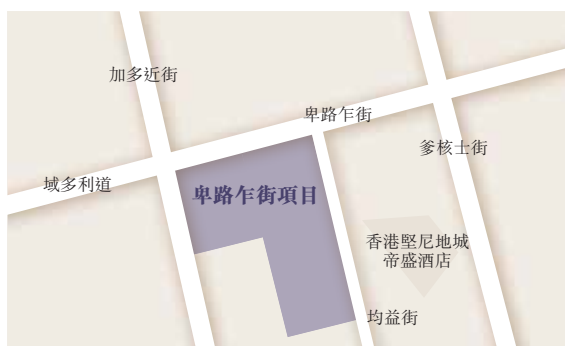 加多近街
卑路乍街
爹核士街
域多利道
卑路乍街項目
香港堅尼地城
帝盛酒店
均益街